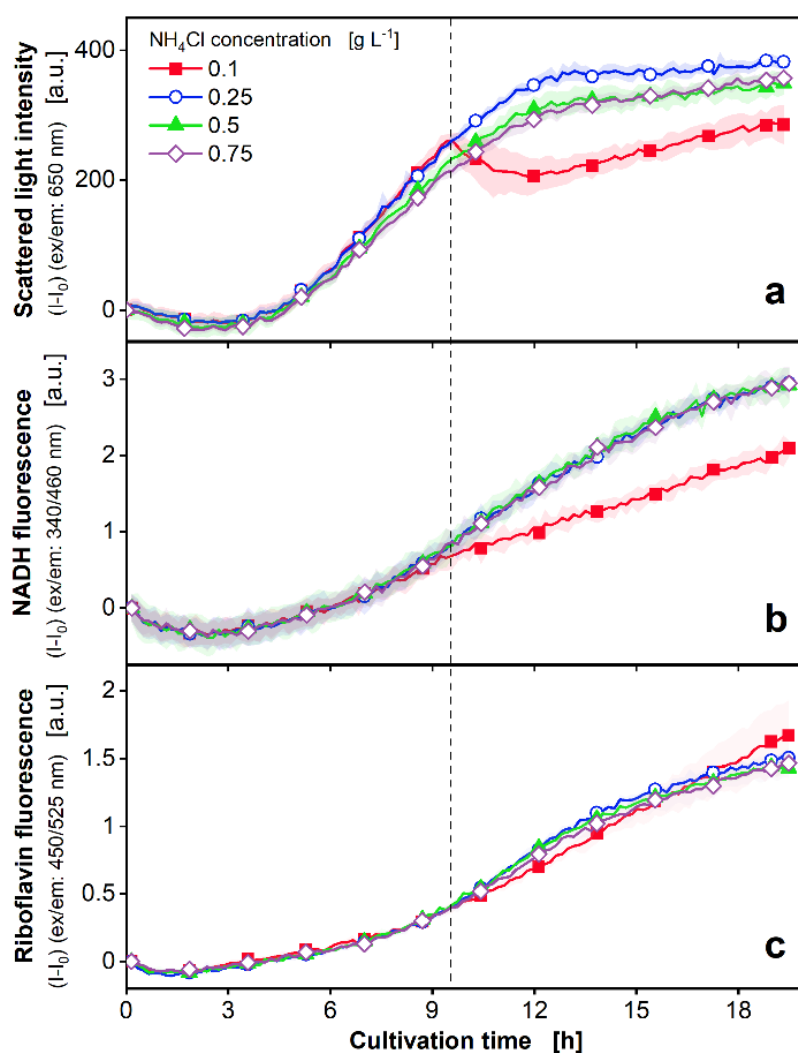 NH₄Cl concentration [g L⁻¹]
0.1
0.25
0.5
0.75
400
200
0
Scattered light intensity
(I-I₀) (ex/em: 650 nm) [a.u.]
a
3
2
1
0
NADH fluorescence
(I-I₀) (ex/em: 340/460 nm) [a.u.]
b
2
1.5
1
0.5
0
Riboflavin fluorescence
(I-I₀) (ex/em: 450/525 nm) [a.u.]
c
0 3 6 9 12 15 18
Cultivation time [h]